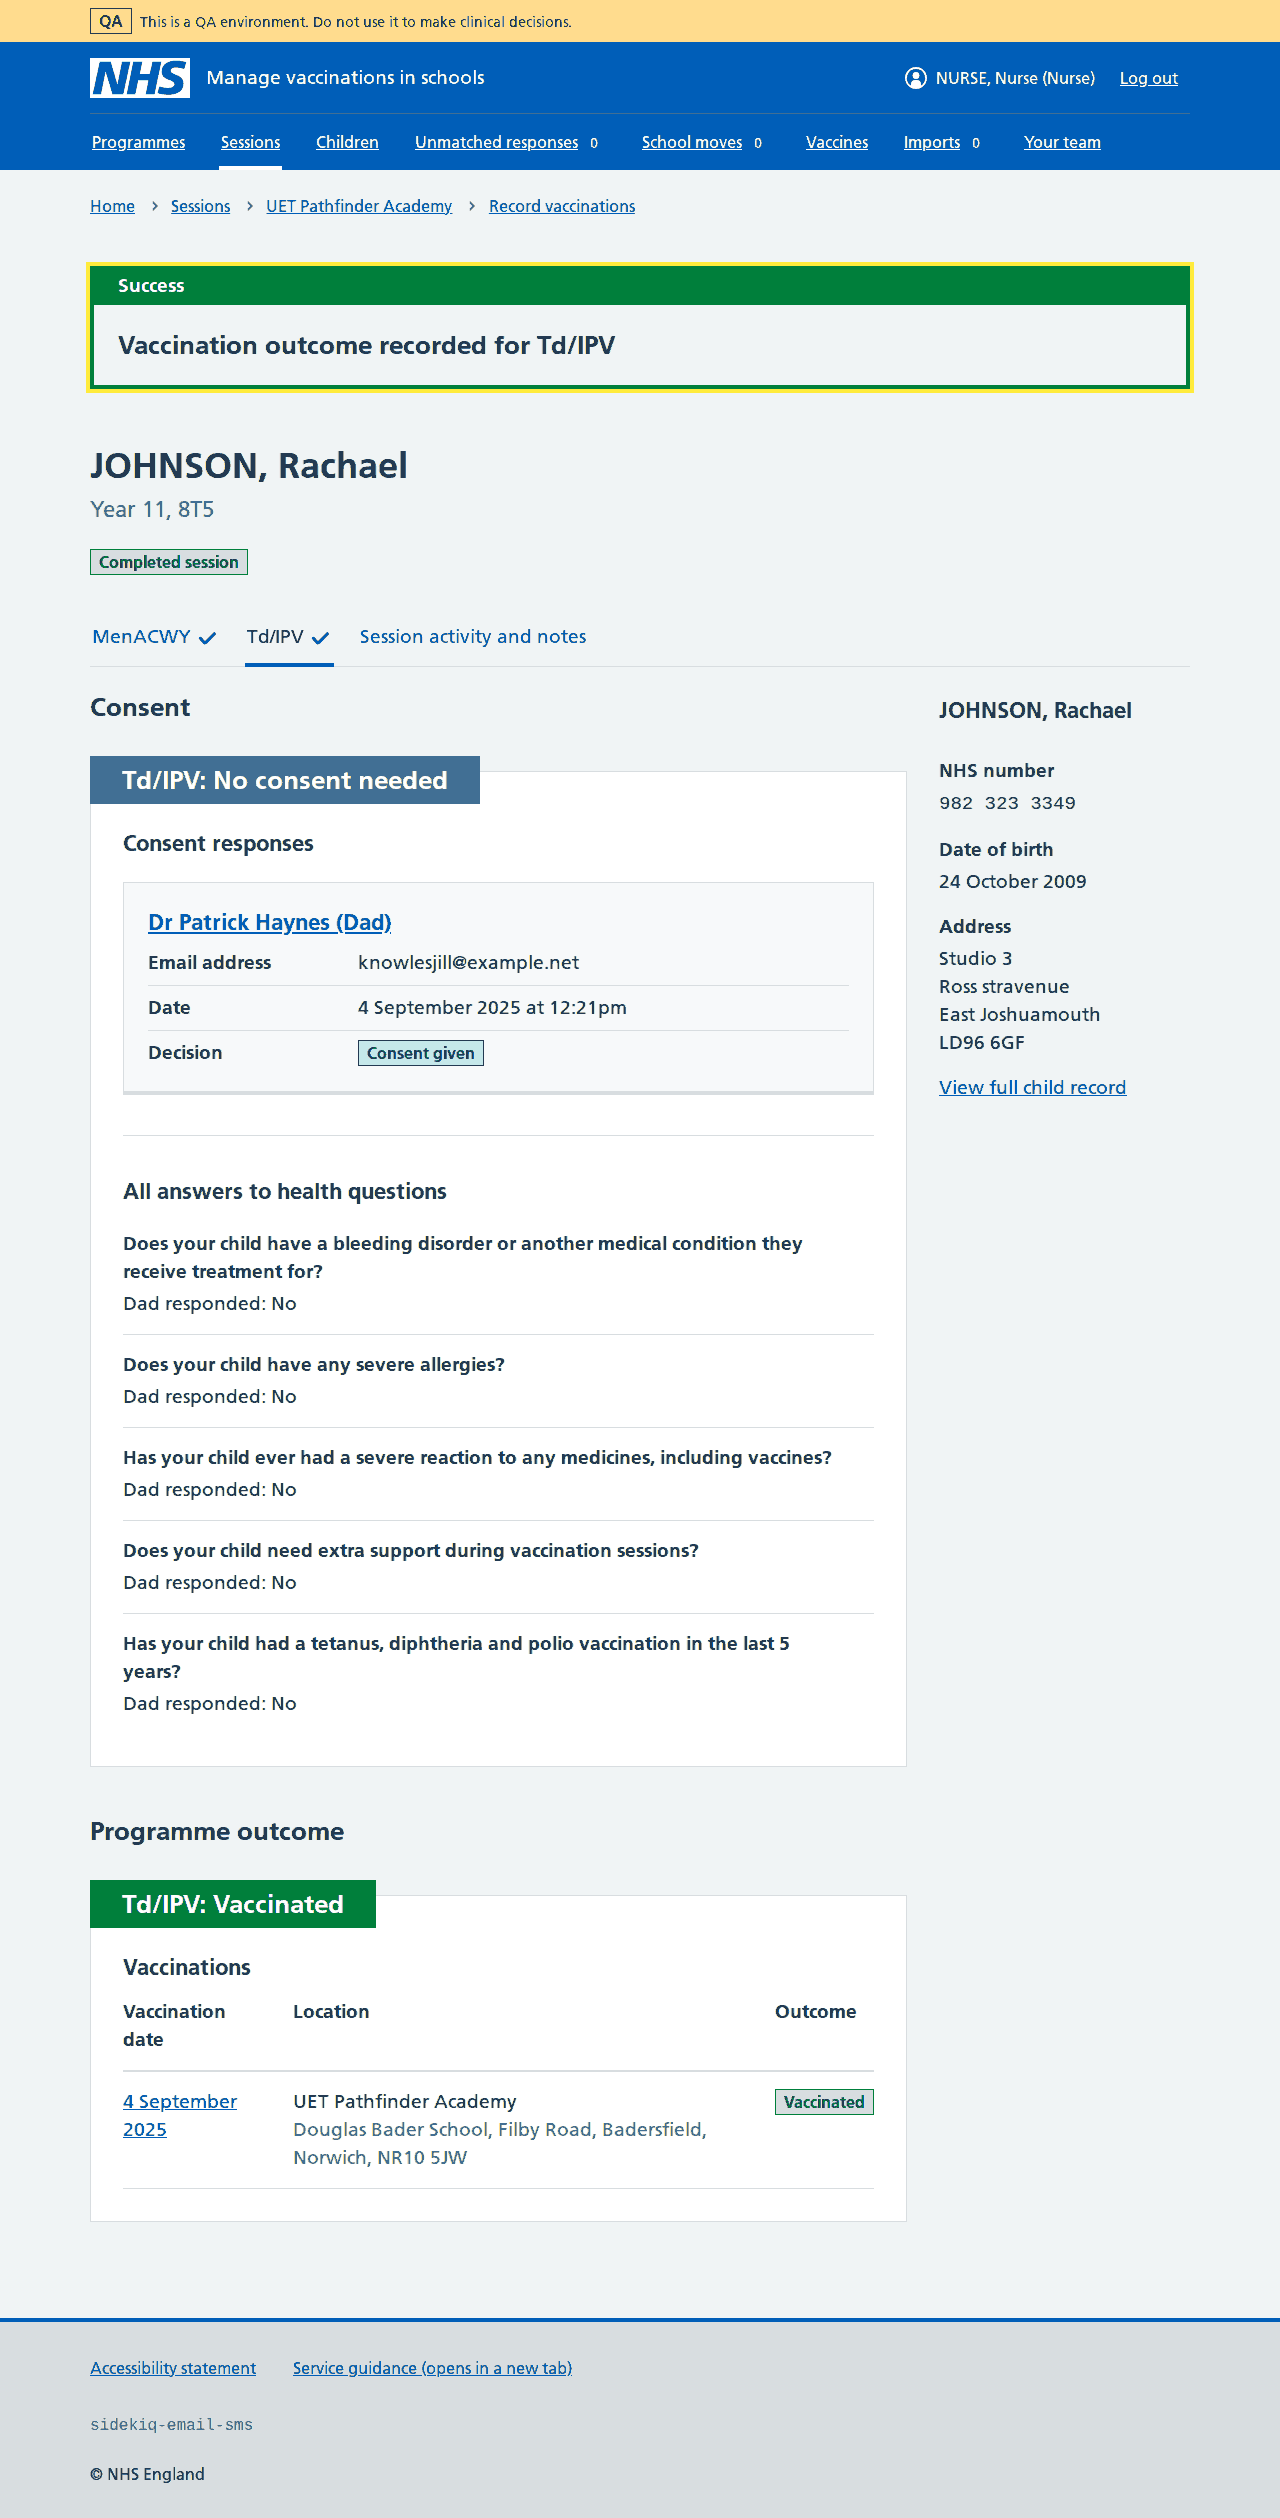 QA This is a QA environment. Do not use it to make clinical decisions.
NHS Manage vaccinations in schools NURSE, Nurse (Nurse) Log out
Programmes Sessions Children Unmatched responses 0 School moves 0 Vaccines Imports 0 Your team
Home Sessions UET Pathfinder Academy Record vaccinations
Success
Vaccination outcome recorded for Td/IPV
JOHNSON, Rachael
Year 11, 8T5
Completed session
MenACWY Td/IPV Session activity and notes
Consent
Td/IPV: No consent needed
Consent responses
Dr Patrick Haynes (Dad)
Email address knowlesjill@example.net
Date 4 September 2025 at 12:21pm
Decision Consent given
All answers to health questions
Does your child have a bleeding disorder or another medical condition they
receive treatment for?
Dad responded: No
Does your child have any severe allergies?
Dad responded: No
Has your child ever had a severe reaction to any medicines, including vaccines?
Dad responded: No
Does your child need extra support during vaccination sessions?
Dad responded: No
Has your child had a tetanus, diphtheria and polio vaccination in the last 5
years?
Dad responded: No
JOHNSON, Rachael
NHS number
982 323 3349
Date of birth
24 October 2009
Address
Studio 3
Ross stravenue
East Joshuamouth
LD96 6GF
View full child record
Programme outcome
Td/IPV: Vaccinated
Vaccinations
Vaccination Location Outcome
date
4 September UET Pathfinder Academy Vaccinated
2025 Douglas Bader School, Filby Road, Badersfield,
Norwich, NR10 5JW
Accessibility statement Service guidance (opens in a new tab)
sidekiq-email-sms
© NHS England